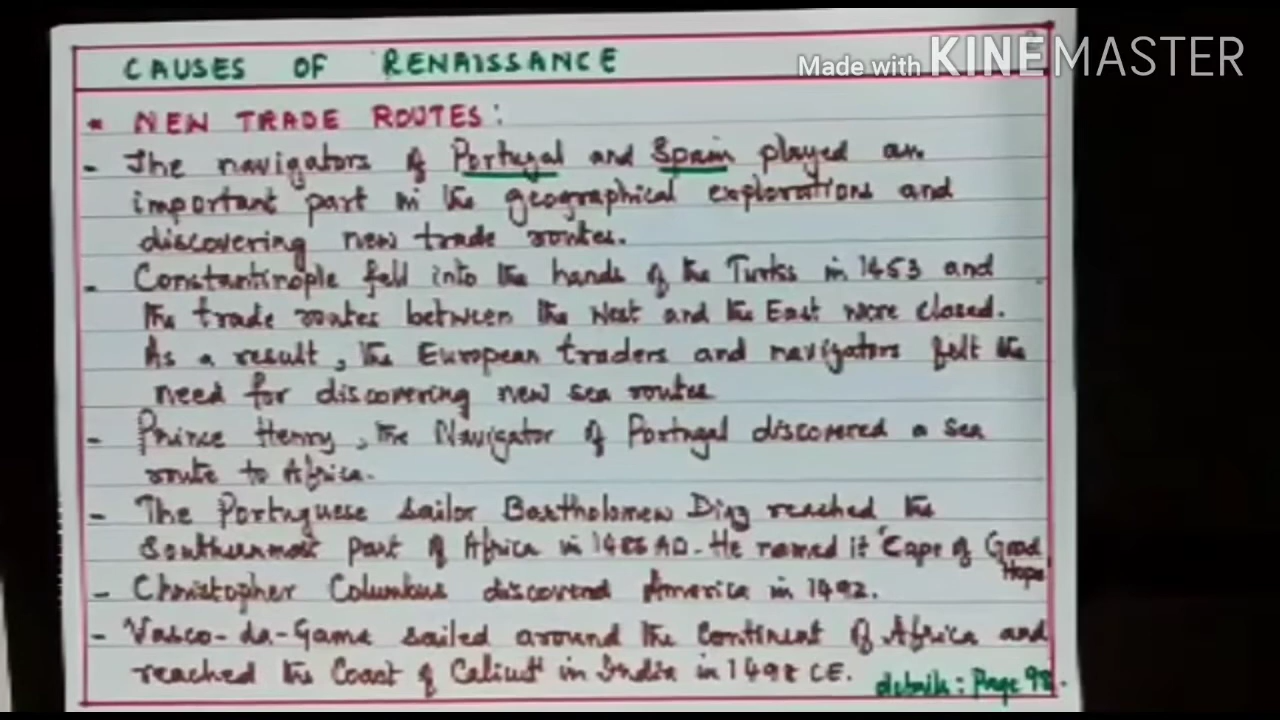 CAUSES OF RENAISSANCE
Made with KINEMASTER
* NEW TRADE ROUTES:
- The navigators of Portugal and Spain played an
important part in the geographical explorations and
discovering new trade routes.
- Constantinople fell into the hands of the Turks in 1453 and
the trade routes between the West and the East were closed.
As a result, the European traders and navigators felt the
need for discovering new sea routes
- Prince Henry, the Navigator of Portugal discovered a sea
route to Africa.
- The Portuguese sailor Bartholomew Diaz reached the
Southernmost part of Africa in AD. He named it 'Cape of Good
Hope'
- Christopher Columbus discovered America in 1492.
- Vasco-da-Gama sailed around the Continent of Africa and
reached the Coast of Calicut in India in 1498 CE.
details: Page 98.